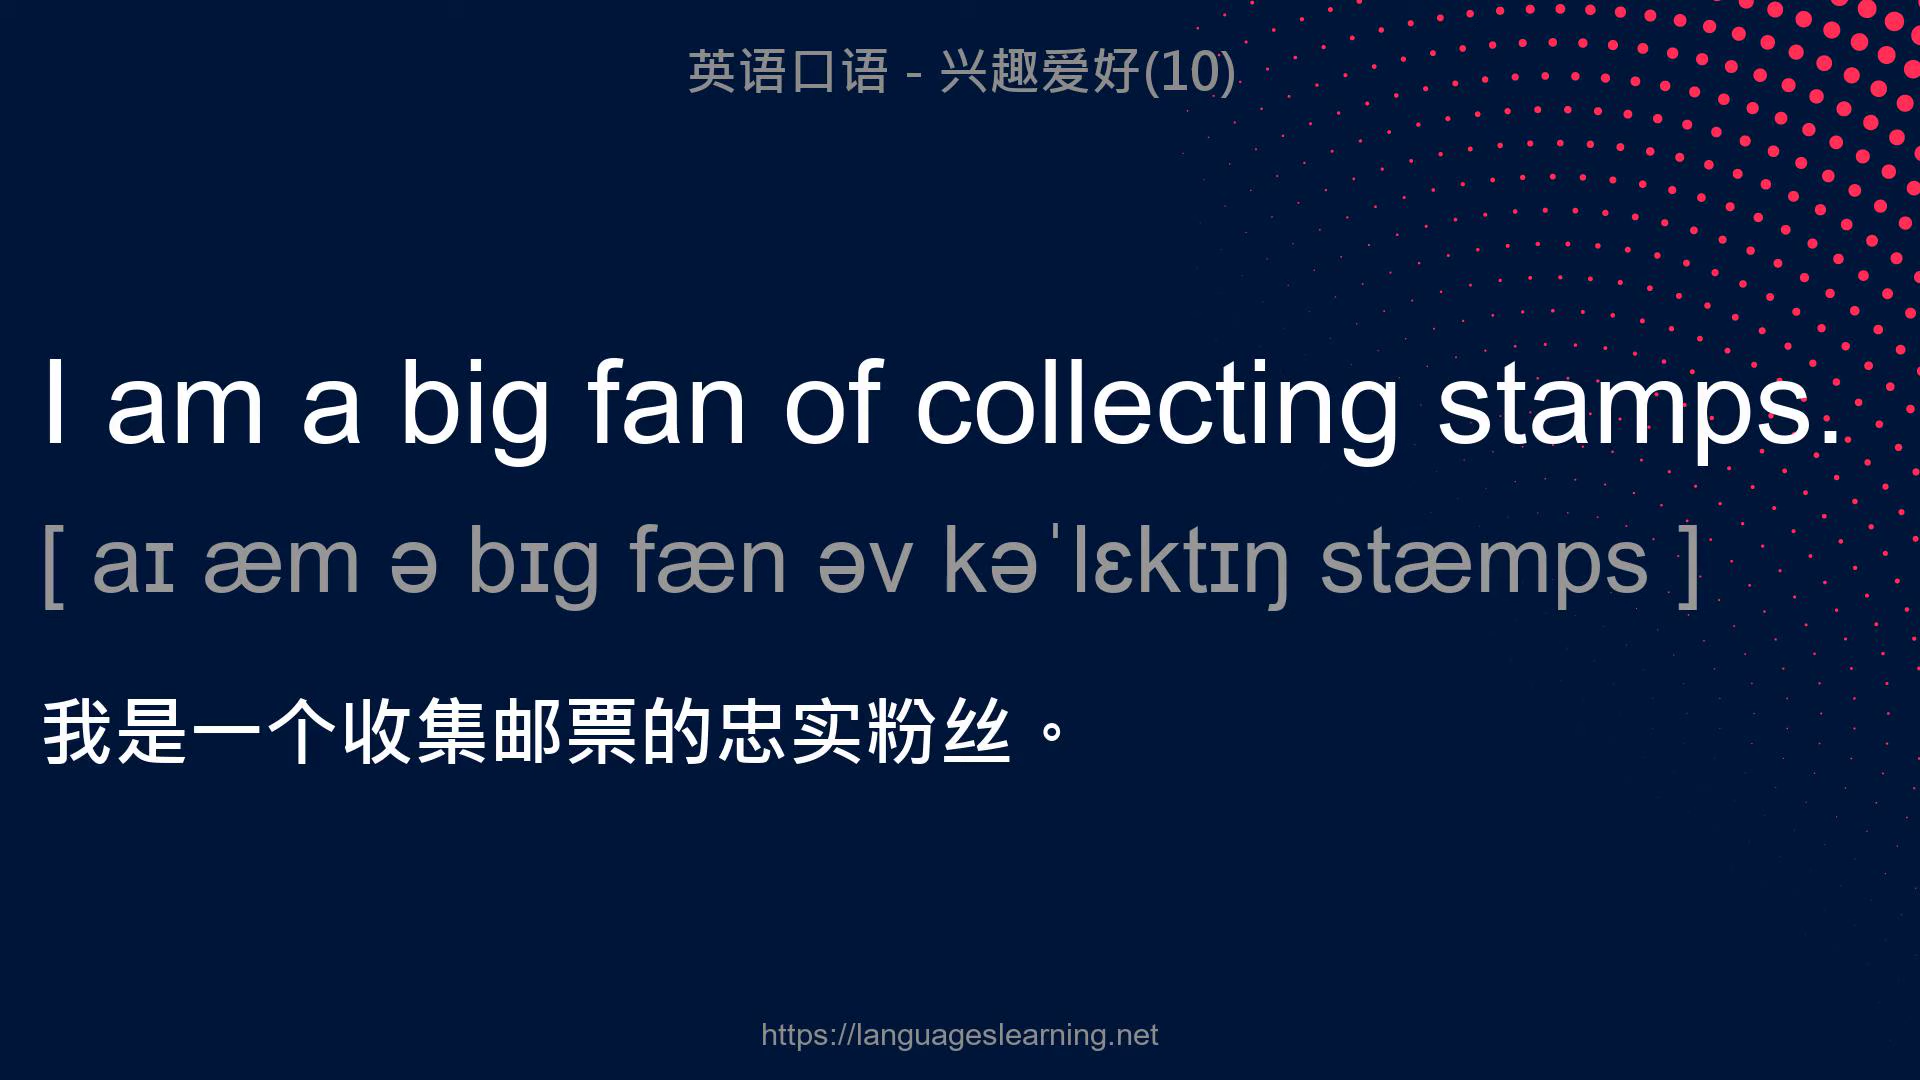 英语口语 - 兴趣爱好(10)
I am a big fan of collecting stamps.
[ aɪ æm ə bɪg fæn əv kəˈlɛktɪŋ stæmps ]
我是一个收集邮票的忠实粉丝。
https://languageslearning.net